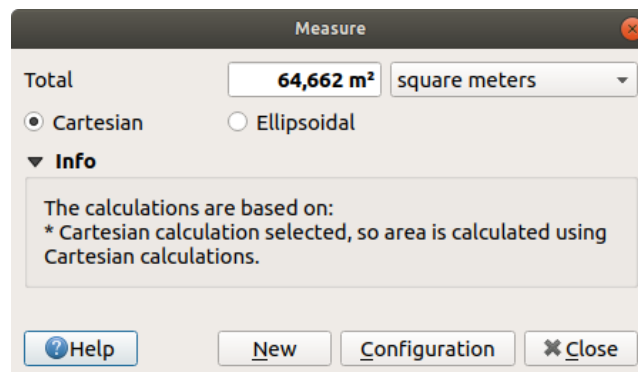 Measure
Total 64,662 m² square meters
Cartesian Ellipsoidal
Info
The calculations are based on:
* Cartesian calculation selected, so area is calculated using
Cartesian calculations.
Help New Configuration Close